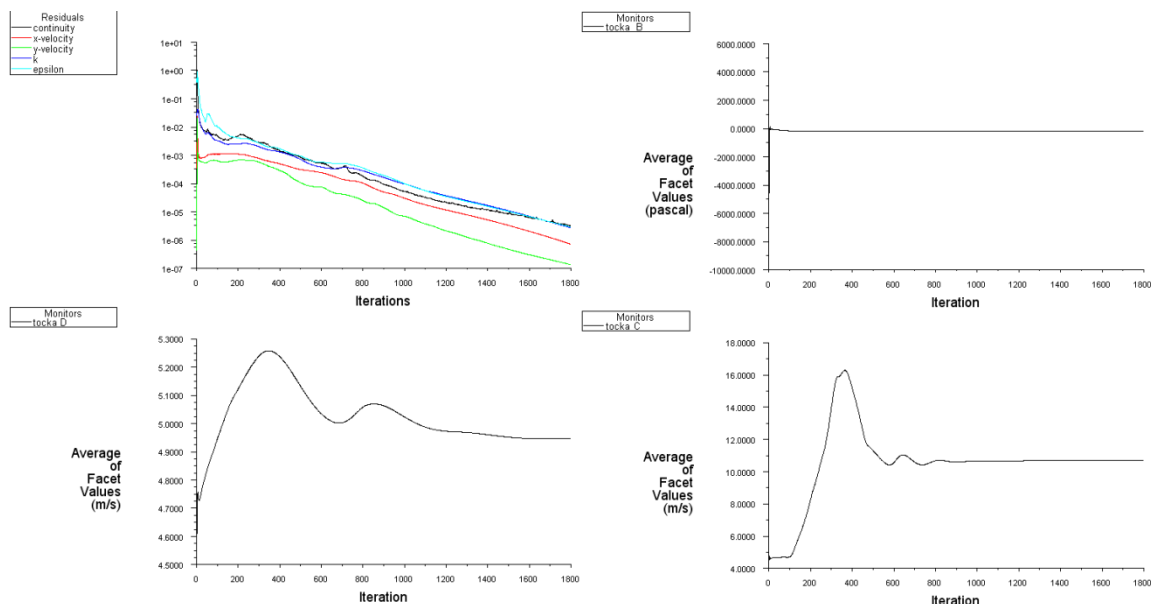 Residuals
continuity
x-velocity
y-velocity
k
epsilon
1e+01
1e+00
1e-01
1e-02
1e-03
1e-04
1e-05
1e-06
1e-07
0 200 400 600 800 1000 1200 1400 1600 1800
Iterations
Monitors
tocka_B
6000.0000
4000.0000
2000.0000
0.0000
-2000.0000
-4000.0000
-6000.0000
-8000.0000
-10000.0000
Average
of
Facet
Values
(pascal)
0 200 400 600 800 1000 1200 1400 1600 1800
Iteration
Monitors
tocka_D
5.3000
5.2000
5.1000
5.0000
4.9000
4.8000
4.7000
4.6000
4.5000
Average
of
Facet
Values
(m/s)
0 200 400 600 800 1000 1200 1400 1600 1800
Iteration
Monitors
tocka_C
18.0000
16.0000
14.0000
12.0000
10.0000
8.0000
6.0000
4.0000
Average
of
Facet
Values
(m/s)
0 200 400 600 800 1000 1200 1400 1600 1800
Iteration